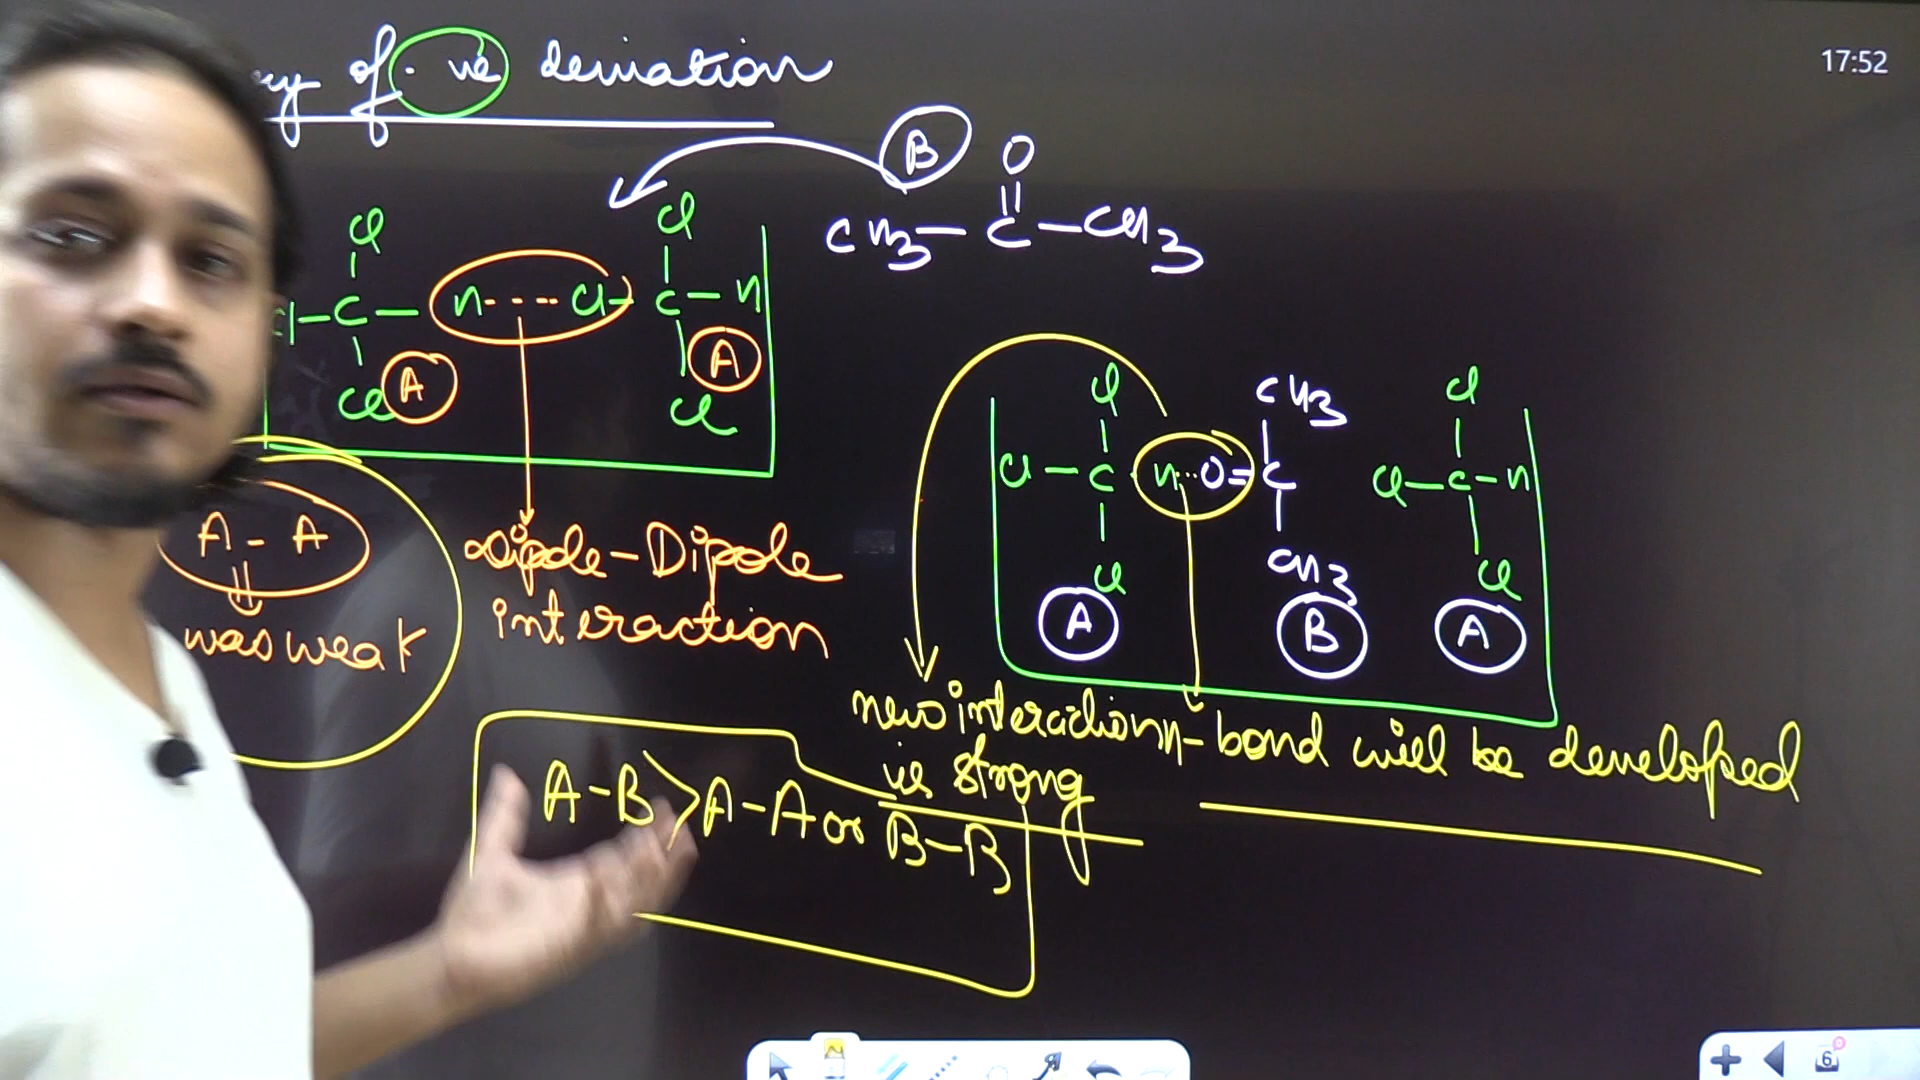 of -ve deviation
17:52
B
O
||
CH3 — C — CH3
Cl Cl
Cl — C — H ---- Cl — C — H
Cl A A Cl
Cl CH3 Cl
Cl — C - H ... O = C Cl — C - H
Cl CH3 Cl
A B A
A - A
was weak
Dipole-Dipole
interaction
new interaction
is strong
H-bond will be developed
A-B > A-A or B-B
6